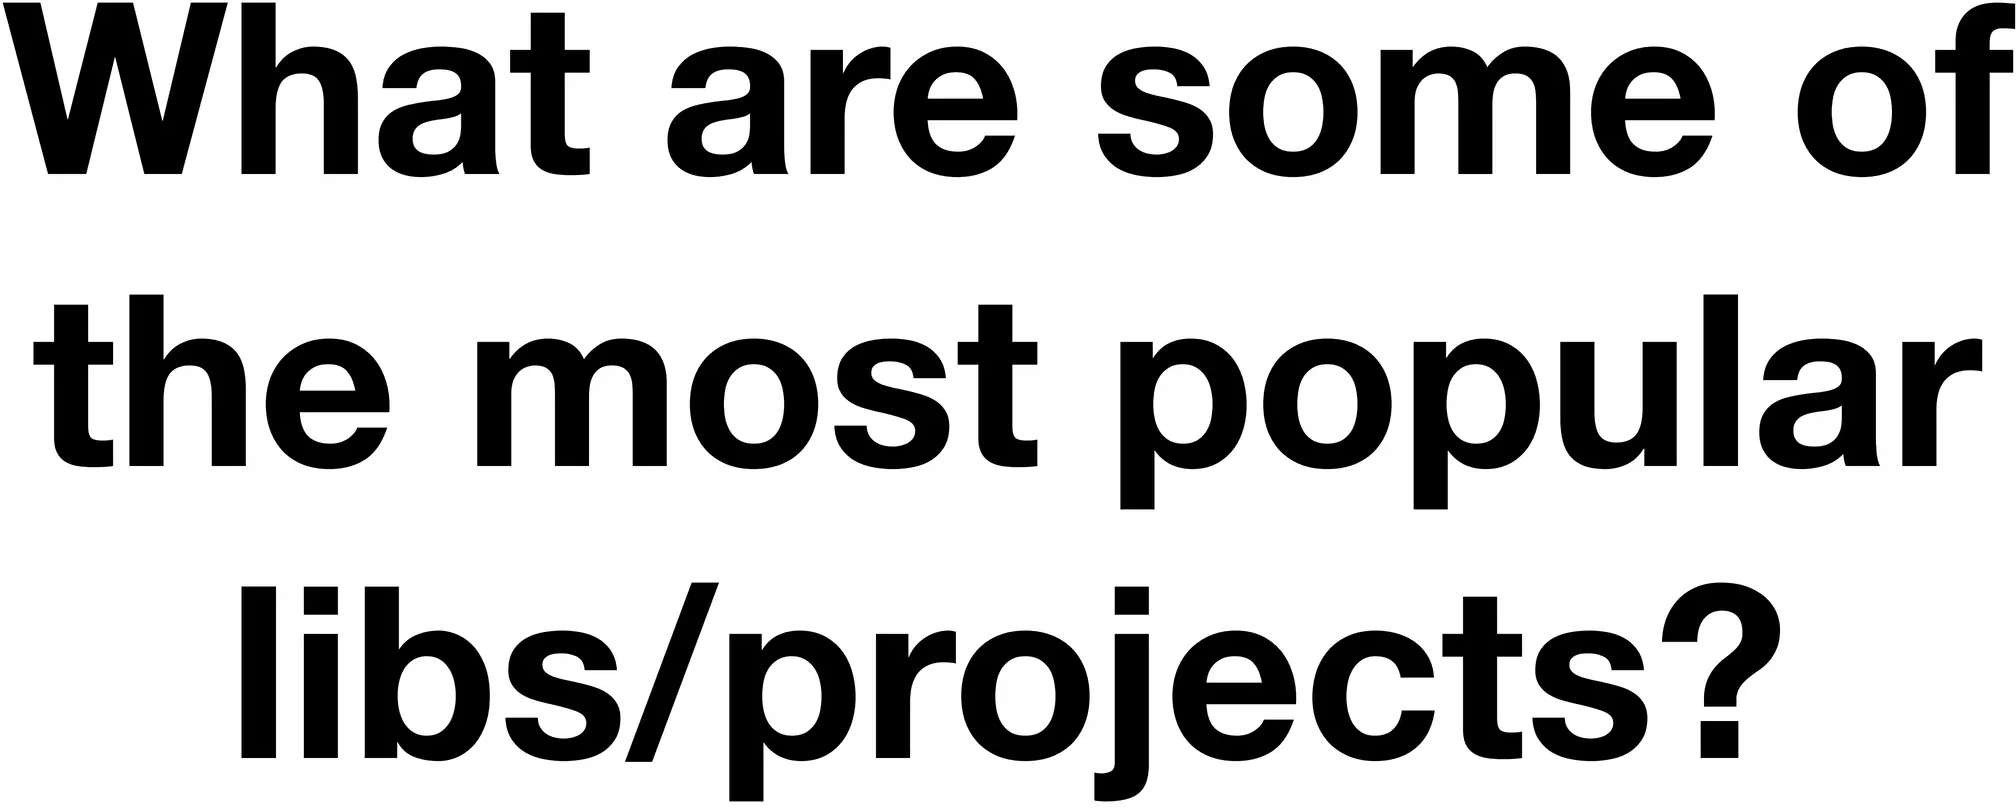 What are some of
the most popular
libs/projects?